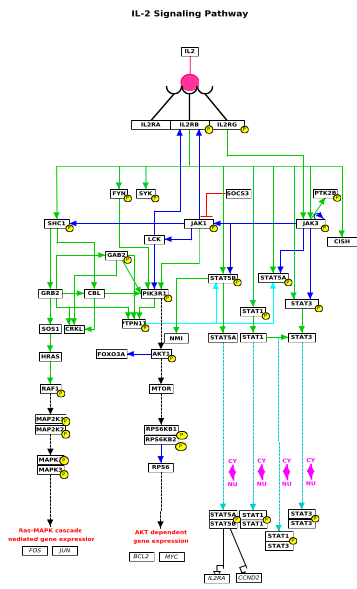 IL-2 Signaling Pathway
IL2
IL2RA IL2RB IL2RG
P P
FYN SYK SOCS3 PTK2B
P P P
SHC1 JAK1 JAK3
P P P
LCK CISH
P
GAB2
P
STAT5B STAT5A
P P
GRB2 CBL PIK3R1
P P
STAT3
P
STAT1
P
PTPN11
P
SOS1 CRKL NMI STAT5A STAT1 STAT3
HRAS FOXO3A AKT1
P
RAF1 MTOR
P
MAP2K1
P
MAP2K2
P
RPS6KB1
P
RPS6KB2
P
MAPK1
P
MAPK3
P
RPS6
CY CY CY CY
NU NU NU NU
STAT5A STAT1 STAT3
P P P
STAT5B STAT1 STAT3
P P P
STAT1
P
STAT3
P
Ras-MAPK cascade
mediated gene expression
AKT dependent
gene expression
FOS JUN
BCL2 MYC
IL2RA CCND2